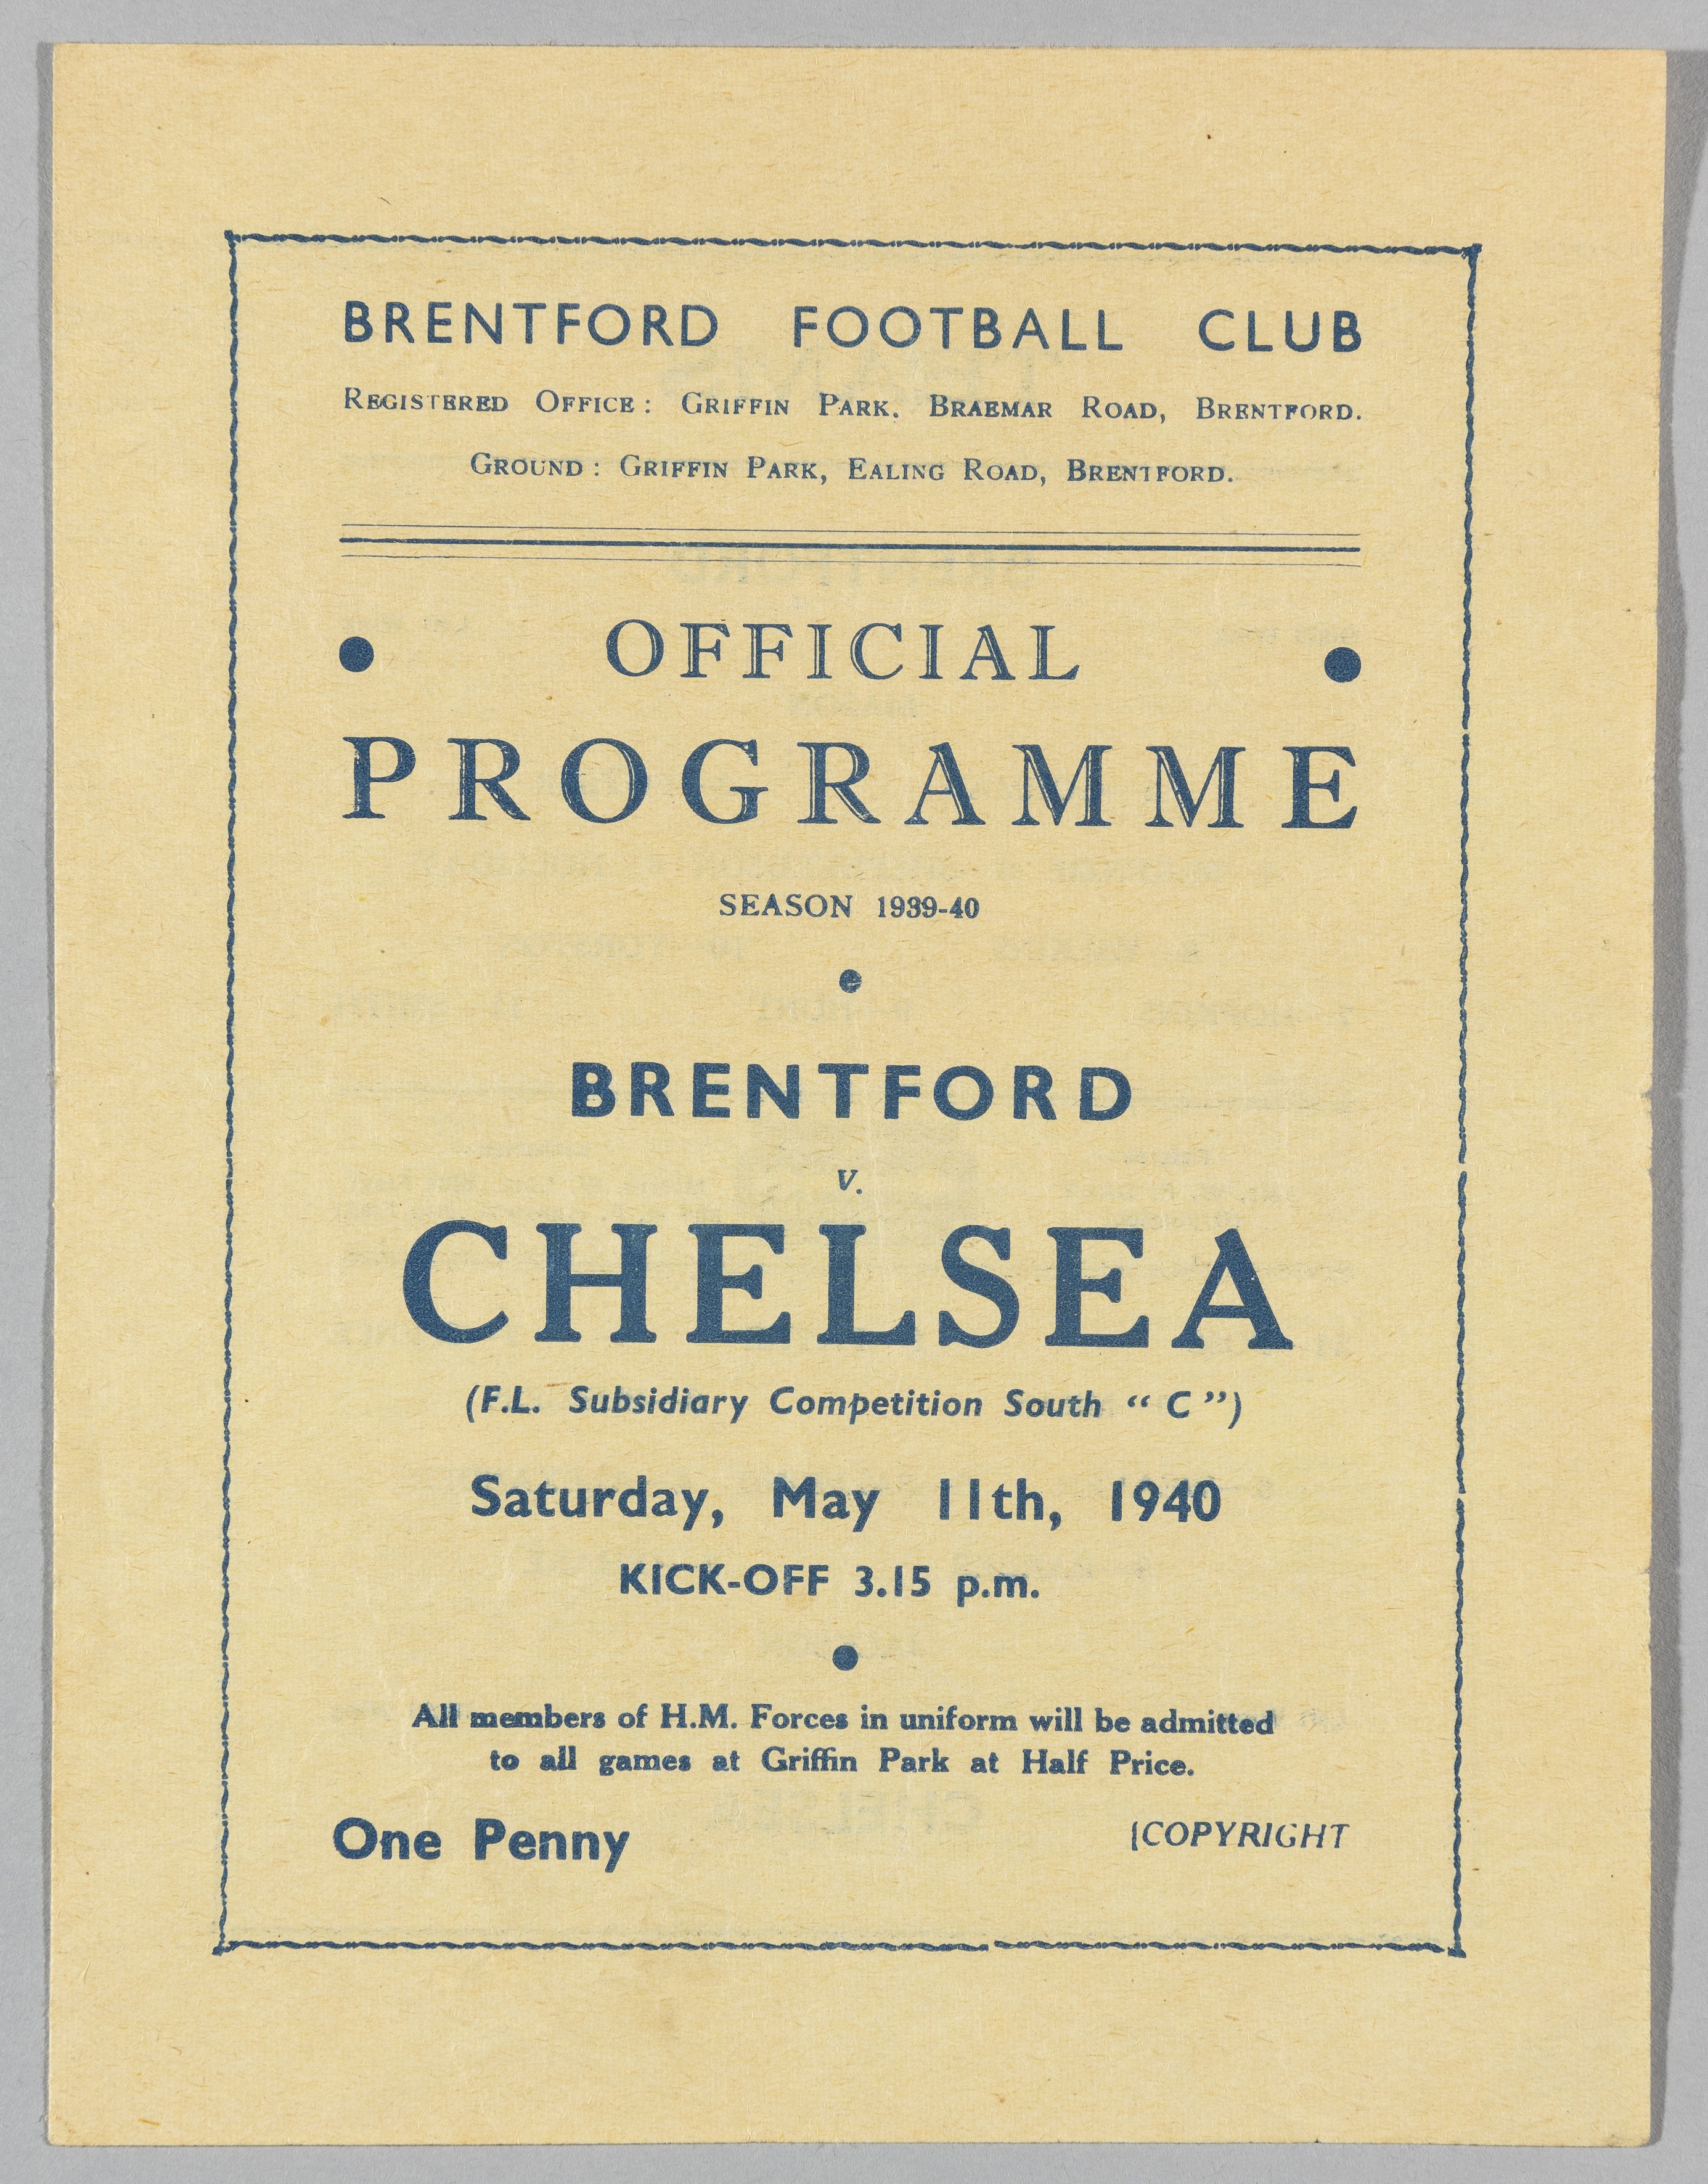 BRENTFORD FOOTBALL CLUB
REGISTERED OFFICE: GRIFFIN PARK. BRAEMAR ROAD, BRENTFORD.
GROUND: GRIFFIN PARK, EALING ROAD, BRENTFORD.
OFFICIAL
PROGRAMME
SEASON 1939-40
BRENTFORD
v.
CHELSEA
(F.L. Subsidiary Competition South “ C ”)
Saturday, May 11th, 1940
KICK-OFF 3.15 p.m.
All members of H.M. Forces in uniform will be admitted
to all games at Griffin Park at Half Price.
One Penny [COPYRIGHT